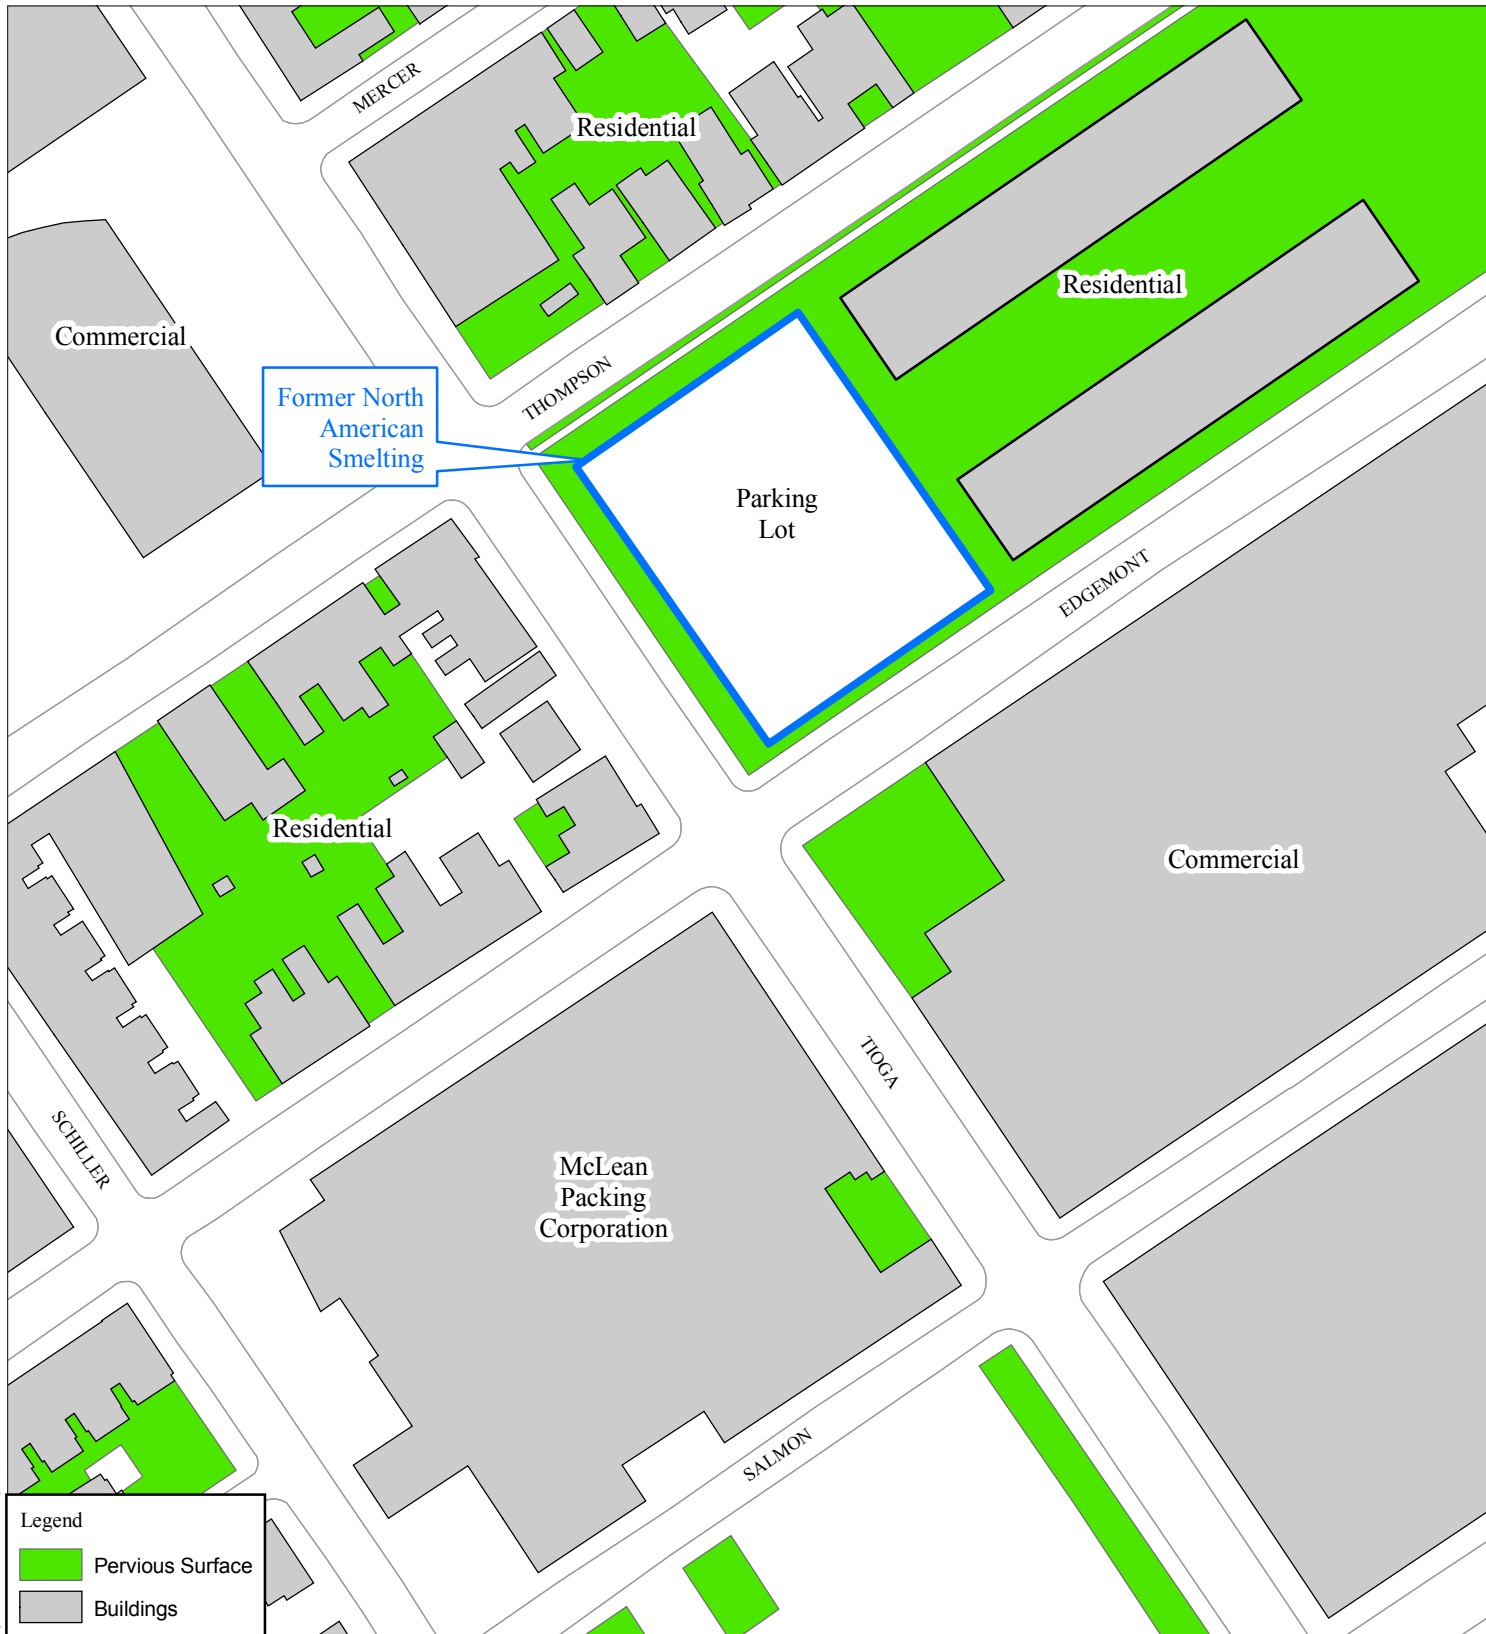 MERCER
Residential
Residential
Commercial
THOMPSON
Former North
American
Smelting
Parking
Lot
EDGEMONT
Residential
Commercial
TIOGA
SCHILLER
McLean
Packing
Corporation
SALMON
Legend
Pervious Surface
Buildings